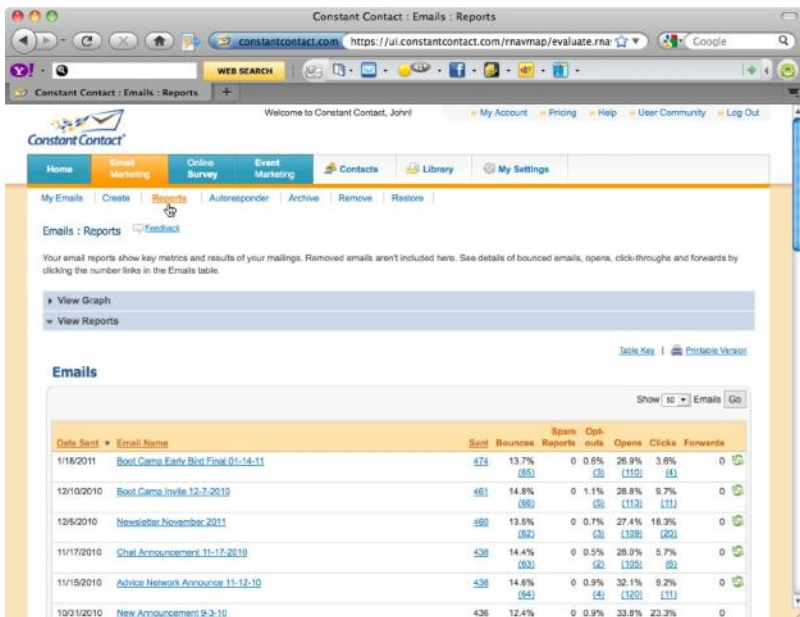 Constant Contact : Emails : Reports
constantcontact.com https://ui.constantcontact.com/rnavmap/evaluate.rna Google
WEB SEARCH
Constant Contact : Emails : Reports
Welcome to Constant Contact, John! My Account Pricing Help User Community Log Out
Constant Contact®
Home Email Marketing Online Survey Event Marketing Contacts Library My Settings
My Emails Create Reports Autoresponder Archive Remove Restore
Emails : Reports Feedback
Your email reports show key metrics and results of your mailings. Removed emails aren't included here. See details of bounced emails, opens, click-throughs and forwards by
clicking the number links in the Emails table.
View Graph
View Reports
Table Key | Printable Version
Emails
Show 50 Emails Go
Date Sent Email Name Sent Bounces Spam Reports Opt-outs Opens Clicks Forwards
1/18/2011 Boot Camp Early Bird Final 01-14-11 474 13.7% 0 0.6% 26.9% 3.6% 0
(65) (3) (110) (4)
12/10/2010 Boot Camp Invite 12-7-2010 461 14.8% 0 1.1% 28.8% 9.7% 0
(68) (5) (113) (11)
12/5/2010 Newsletter November 2011 460 13.5% 0 0.7% 27.4% 18.3% 0
(62) (3) (109) (20)
11/17/2010 Chat Announcement 11-17-2010 438 14.4% 0 0.5% 28.0% 5.7% 0
(63) (2) (105) (6)
11/15/2010 Advice Network Announce 11-12-10 438 14.6% 0 0.9% 32.1% 9.2% 0
(64) (4) (120) (11)
10/31/2010 New Announcement 9-3-10 436 12.4% 0 0.9% 33.8% 23.3% 0